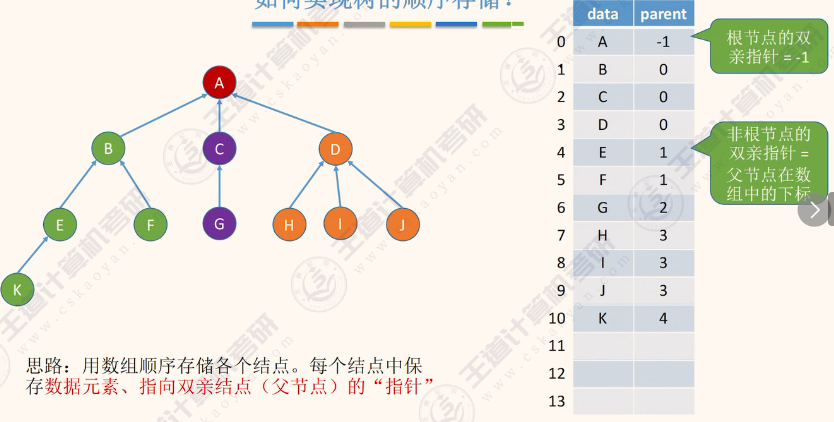 如何实现树的顺序存储？
data parent
0 A -1
1 B 0
2 C 0
3 D 0
4 E 1
5 F 1
6 G 2
7 H 3
8 I 3
9 J 3
10 K 4
11
12
13
根节点的双
亲指针 = -1
非根节点的
双亲指针 =
父节点在数
组中的下标
A
B C D
E F G H I J
K
思路：用数组顺序存储各个结点。每个结点中保
存数据元素、指向双亲结点（父节点）的“指针”
王道计算机考研
www.cskaoyan.com